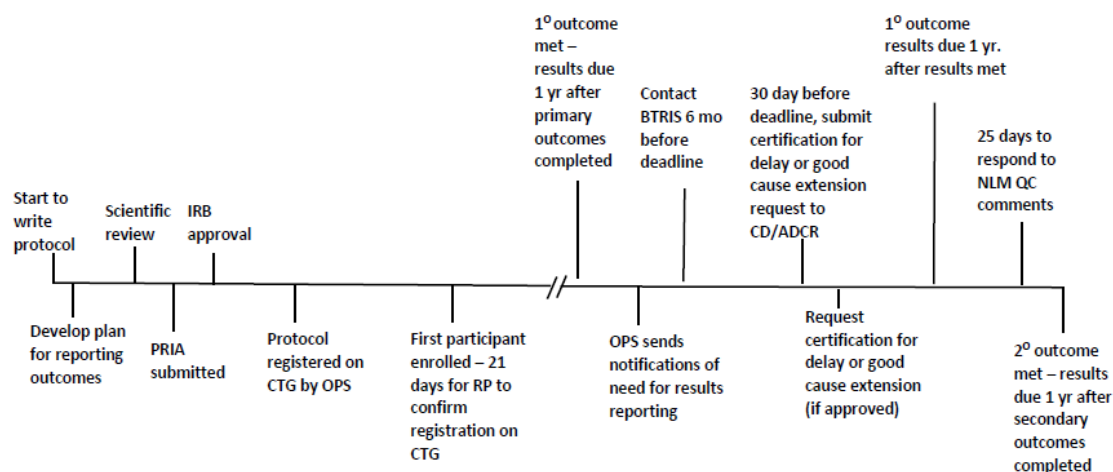 Start to
write
protocol
Develop plan
for reporting
outcomes
Scientific
review
PRIA
submitted
IRB
approval
Protocol
registered on
CTG by OPS
First participant
enrolled – 21
days for RP to
confirm
registration on
CTG
1⁰ outcome
met –
results due
1 yr after
primary
outcomes
completed
OPS sends
notifications of
need for results
reporting
Contact
BTRIS 6 mo
before
deadline
30 day before
deadline, submit
certification for
delay or good
cause extension
request to
CD/ADCR
Request
certification for
delay or good
cause extension
(if approved)
1⁰ outcome
results due 1 yr.
after results met
25 days to
respond to
NLM QC
comments
2⁰ outcome
met – results
due 1 yr after
secondary
outcomes
completed